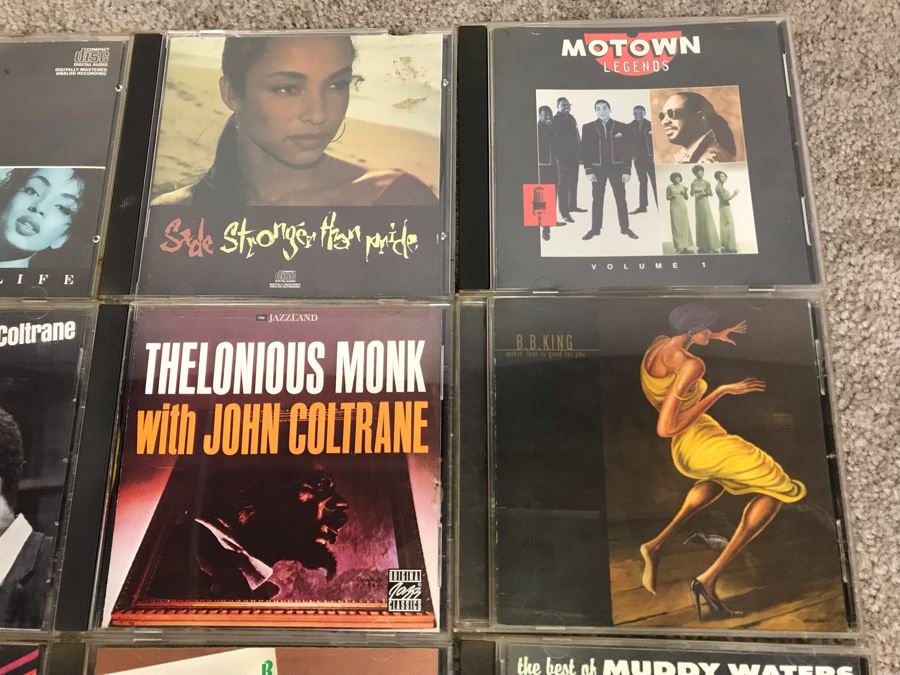 COMPACT
disc
DIGITAL AUDIO
DIGITALLY-MASTERED
ANALOG RECORDING
LIFE
Sade Stronger than pride
MOTOWN
LEGENDS
VOLUME 1
Coltrane
JAZZLAND
THELONIOUS MONK
with JOHN COLTRANE
ORIGINAL
Jazz
CLASSICS
B.B.KING
makin' love is good for you
R
the best of MUDDY WATERS